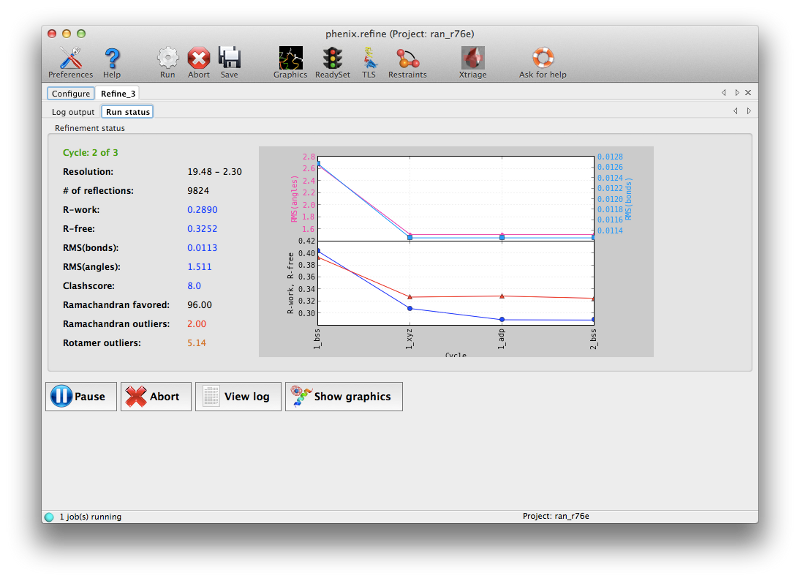 phenix.refine (Project: ran_r76e)
Preferences Help Run Abort Save Graphics ReadySet TLS Restraints Xtriage Ask for help
Configure Refine_3
Log output Run status
Refinement status
Cycle: 2 of 3
Resolution: 19.48 - 2.30
# of reflections: 9824
R-work: 0.2890
R-free: 0.3252
RMS(bonds): 0.0113
RMS(angles): 1.511
Clashscore: 8.0
Ramachandran favored: 96.00
Ramachandran outliers: 2.00
Rotamer outliers: 5.14
RMS(angles)
2.8
2.6
2.4
2.2
2.0
1.8
1.6
0.0128
0.0126
0.0124
0.0122
0.0120
0.0118
0.0116
0.0114
RMS(bonds)
R-work, R-free
0.42
0.40
0.38
0.36
0.34
0.32
0.30
1_bss 1_xyz 1_adp 2_bss
Cycle
Pause Abort View log Show graphics
1 job(s) running Project: ran_r76e